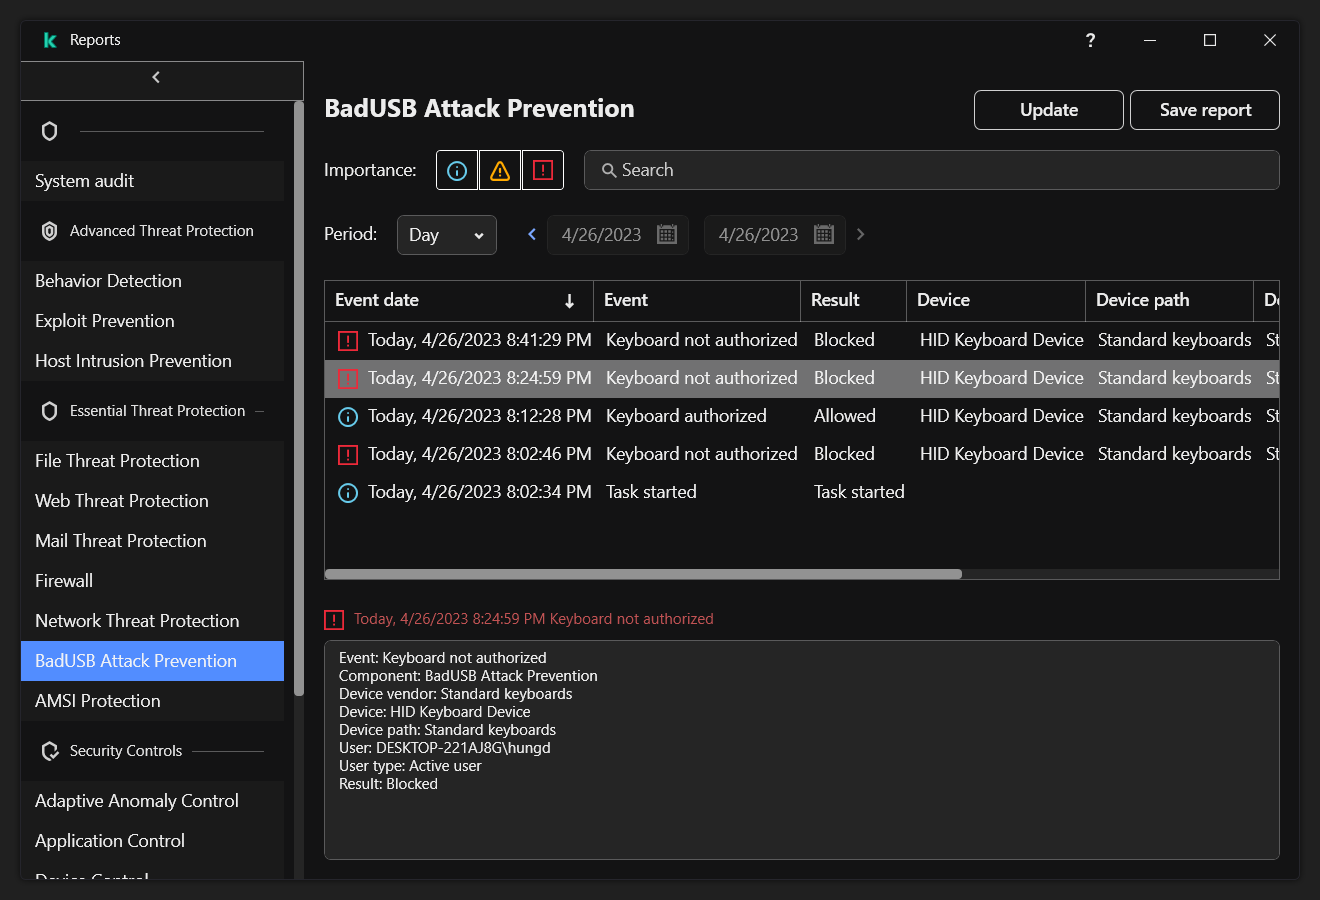 Reports
?
System audit
Advanced Threat Protection
Behavior Detection
Exploit Prevention
Host Intrusion Prevention
Essential Threat Protection
File Threat Protection
Web Threat Protection
Mail Threat Protection
Firewall
Network Threat Protection
BadUSB Attack Prevention
AMSI Protection
Security Controls
Adaptive Anomaly Control
Application Control
Device Control
BadUSB Attack Prevention
Update
Save report
Importance:
Search
Period:
Day
4/26/2023
4/26/2023
Event date Event Result Device Device path
Today, 4/26/2023 8:41:29 PM Keyboard not authorized Blocked HID Keyboard Device Standard keyboards
Today, 4/26/2023 8:24:59 PM Keyboard not authorized Blocked HID Keyboard Device Standard keyboards
Today, 4/26/2023 8:12:28 PM Keyboard authorized Allowed HID Keyboard Device Standard keyboards
Today, 4/26/2023 8:02:46 PM Keyboard not authorized Blocked HID Keyboard Device Standard keyboards
Today, 4/26/2023 8:02:34 PM Task started Task started
Today, 4/26/2023 8:24:59 PM Keyboard not authorized
Event: Keyboard not authorized
Component: BadUSB Attack Prevention
Device vendor: Standard keyboards
Device: HID Keyboard Device
Device path: Standard keyboards
User: DESKTOP-221AJ8G\hungd
User type: Active user
Result: Blocked